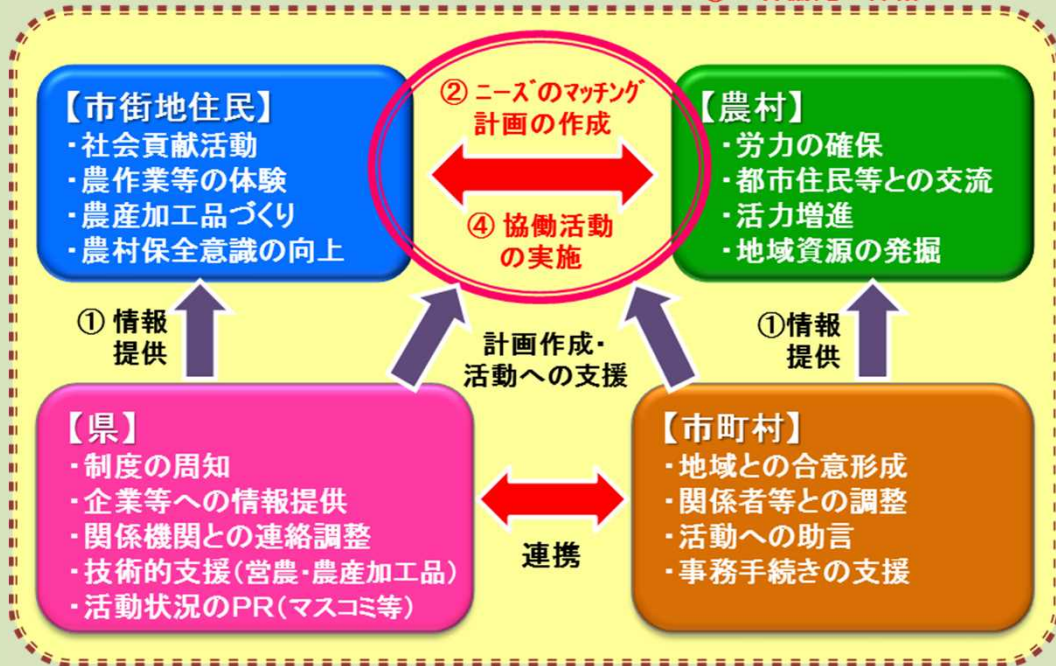 【市街地住民】
・社会貢献活動
・農作業等の体験
・農産加工品づくり
・農村保全意識の向上
② ニーズのマッチング
計画の作成
④ 協働活動
の実施
【農村】
・労力の確保
・都市住民等との交流
・活力増進
・地域資源の発掘
① 情報
提供
計画作成・
活動への支援
①情報
提供
【県】
・制度の周知
・企業等への情報提供
・関係機関との連絡調整
・技術的支援(営農・農産加工品)
・活動状況のPR(マスコミ等)
連携
【市町村】
・地域との合意形成
・関係者等との調整
・活動への助言
・事務手続きの支援